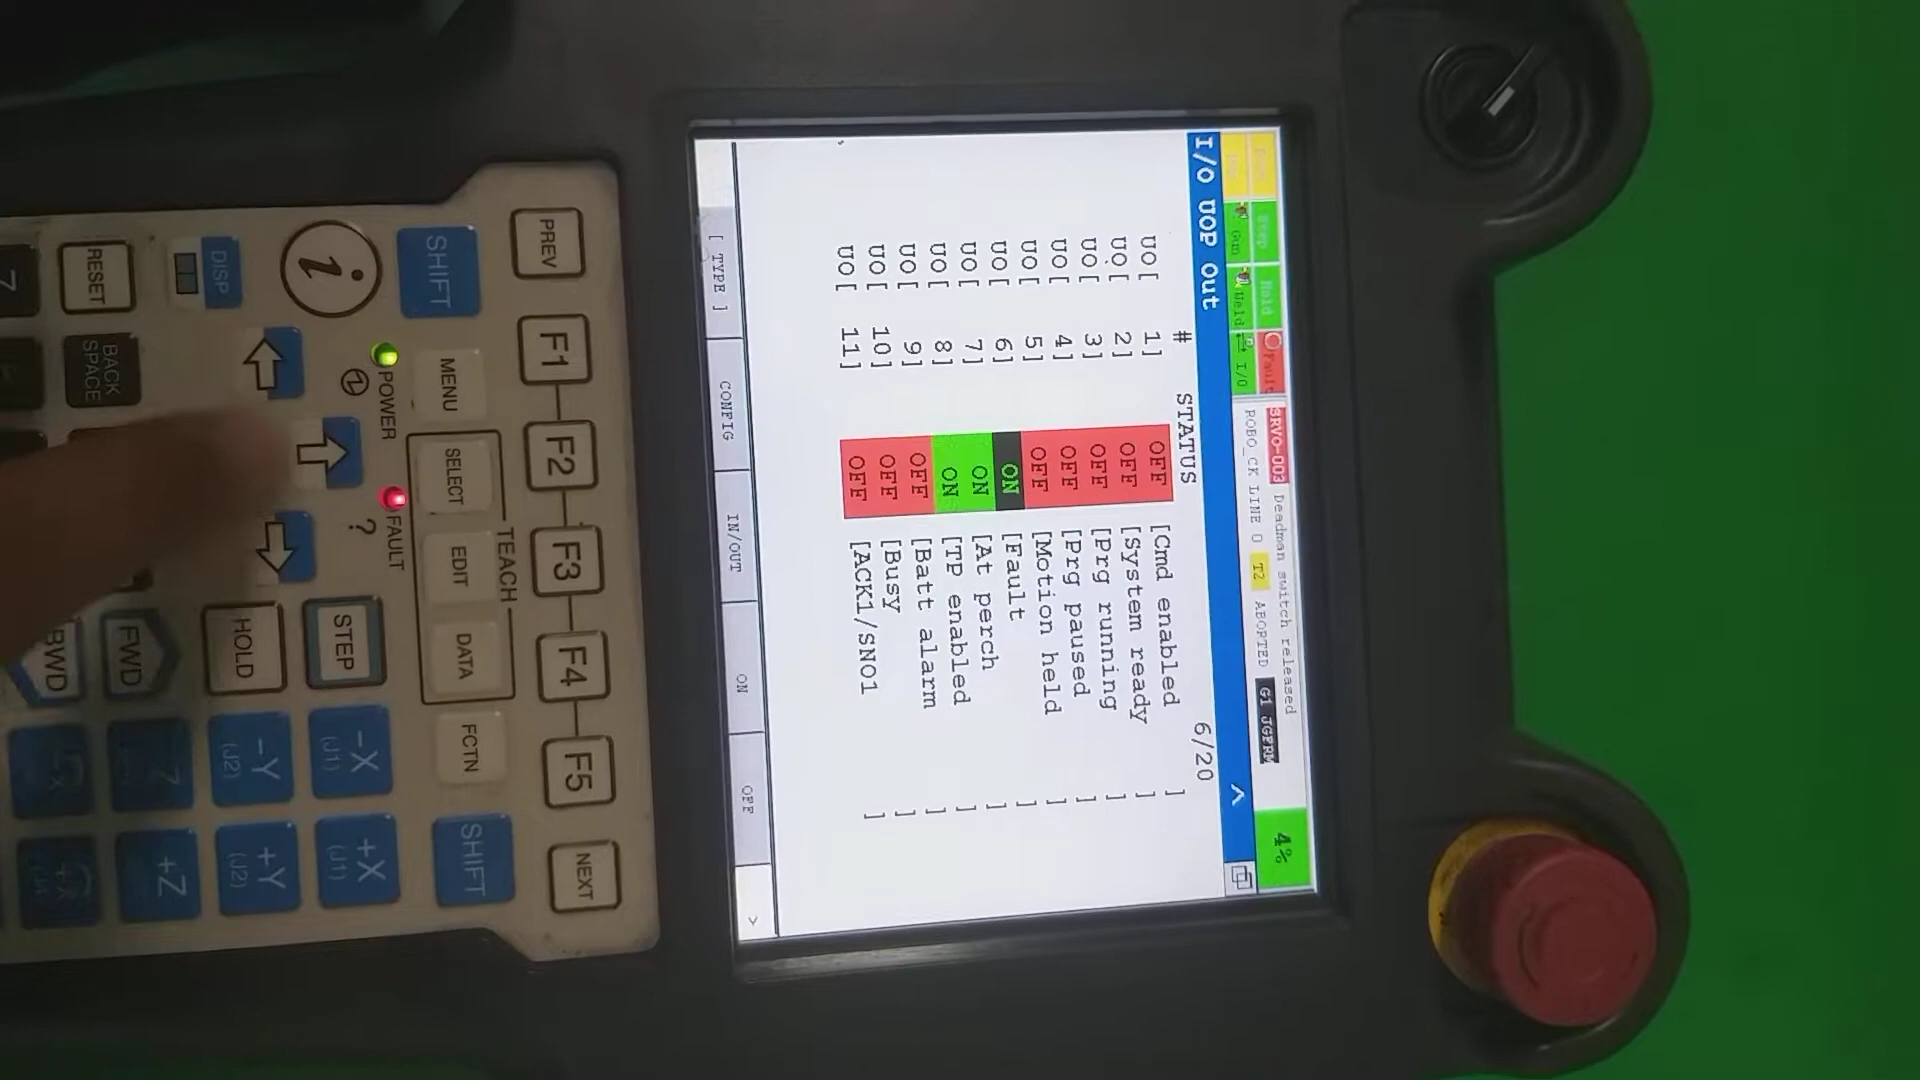 Step
Hold
Fault
Gun
Weld
I/O
SRVO-003 Deadman switch released
ROBO_CK LINE 0 T2 ABORTED G1 JGFRM
4%
I/O UOP Out
6/20
# STATUS
UO[ 1] OFF [Cmd enabled ]
UO[ 2] OFF [System ready ]
UO[ 3] OFF [Prg running ]
UO[ 4] OFF [Prg paused ]
UO[ 5] OFF [Motion held ]
UO[ 6] ON [Fault ]
UO[ 7] ON [At perch ]
UO[ 8] ON [TP enabled ]
UO[ 9] OFF [Batt alarm ]
UO[ 10] OFF [Busy ]
UO[ 11] OFF [ACK1/SNO1 ]
[ TYPE ] CONFIG IN/OUT ON OFF >
PREV F1 F2 F3 F4 F5 NEXT
SHIFT MENU SELECT EDIT DATA FCTN SHIFT
TEACH
i
POWER
FAULT
?
DISP
STEP
-X (J1)
+X (J1)
RESET
BACK SPACE
HOLD
-Y (J2)
+Y (J2)
FWD
+Z
7
BWD